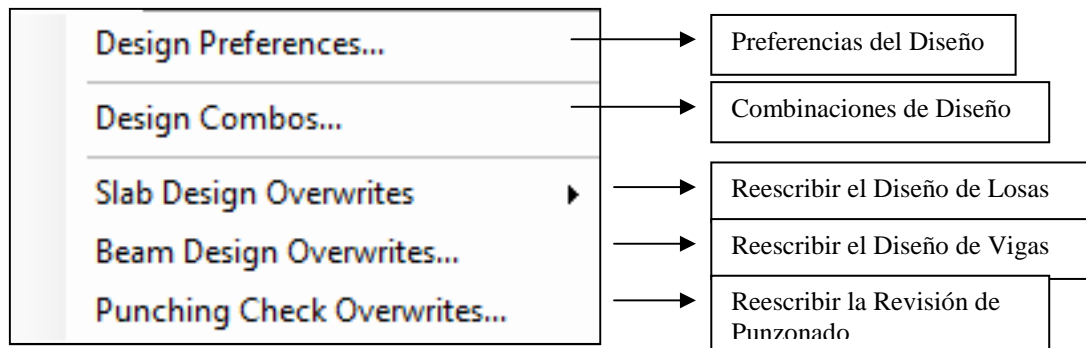 Design Preferences...
Preferencias del Diseño
Design Combos...
Combinaciones de Diseño
Slab Design Overwrites
Reescribir el Diseño de Losas
Beam Design Overwrites...
Reescribir el Diseño de Vigas
Punching Check Overwrites...
Reescribir la Revisión de
Punzonado